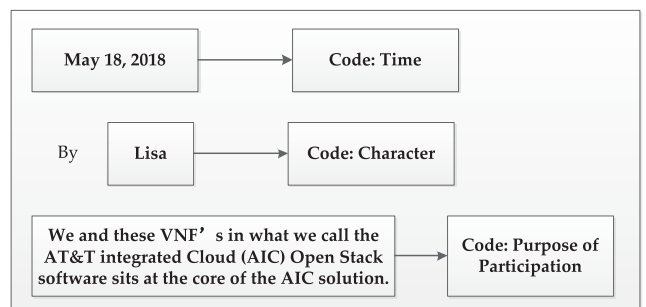 May 18, 2018
Code: Time
By
Lisa
Code: Character
We and these VNF’s in what we call the
AT&T integrated Cloud (AIC) Open Stack
software sits at the core of the AIC solution.
Code: Purpose of
Participation